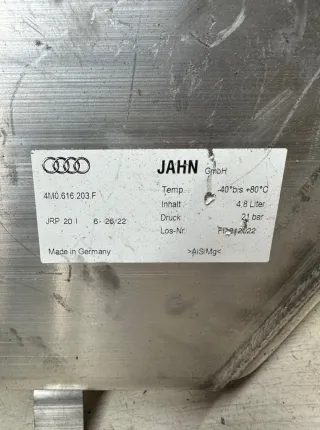 JAHN GmbH
4M0.616.203.F
Temp. -40°bis +80°C
Inhalt 4,8 Liter
JRP 20 I 6- 26/22
Druck 21 bar
Los-Nr.
Made in Germany
>AlSiMg<